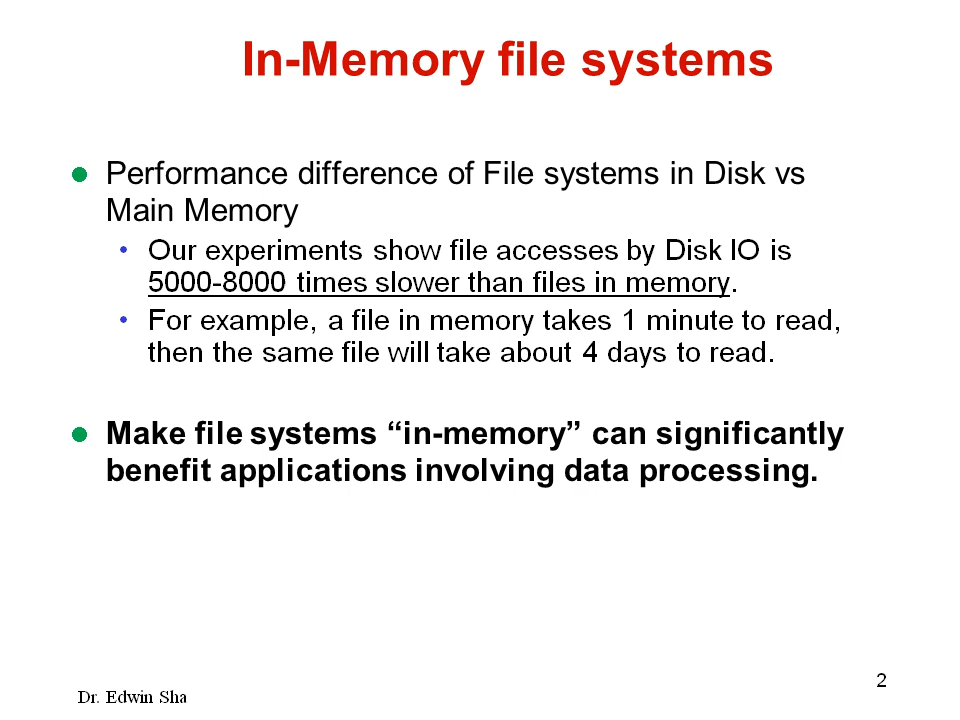 In-Memory file systems
Performance difference of File systems in Disk vs
Main Memory
Our experiments show file accesses by Disk IO is
5000-8000 times slower than files in memory.
For example, a file in memory takes 1 minute to read,
then the same file will take about 4 days to read.
Make file systems “in-memory” can significantly
benefit applications involving data processing.
2
Dr. Edwin Sha